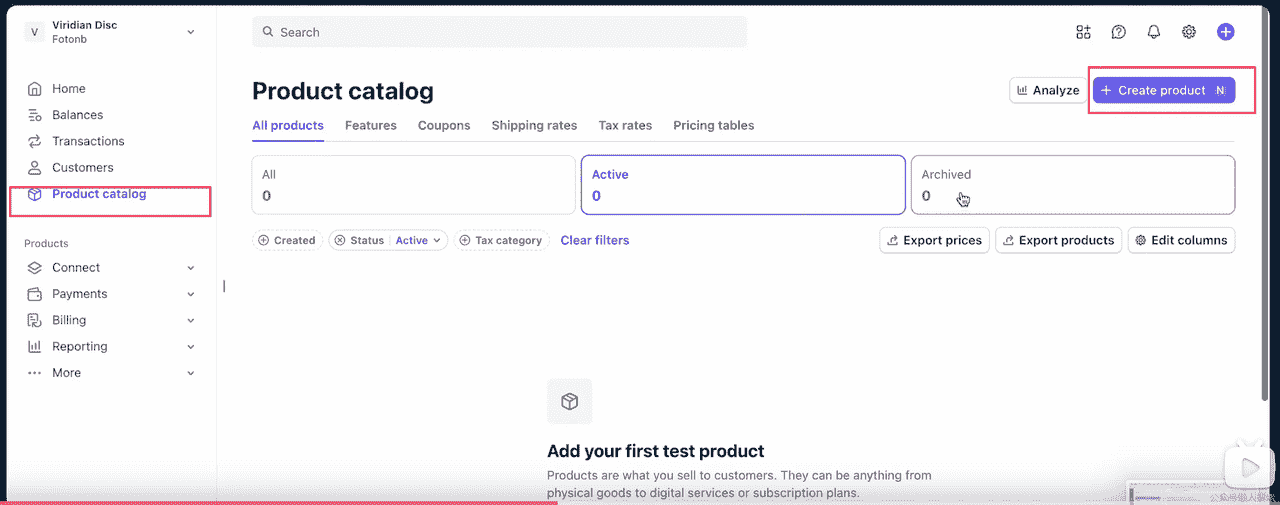 V
Viridian Disc
Fotonb
Search
Home
Balances
Transactions
Customers
Product catalog
Products
Connect
Payments
Billing
Reporting
More
Product catalog
Analyze
+ Create product N
All products Features Coupons Shipping rates Tax rates Pricing tables
All
0
Active
0
Archived
0
Created
Status | Active
Tax category
Clear filters
Export prices
Export products
Edit columns
Add your first test product
Products are what you sell to customers. They can be anything from
physical goods to digital services or subscription plans.